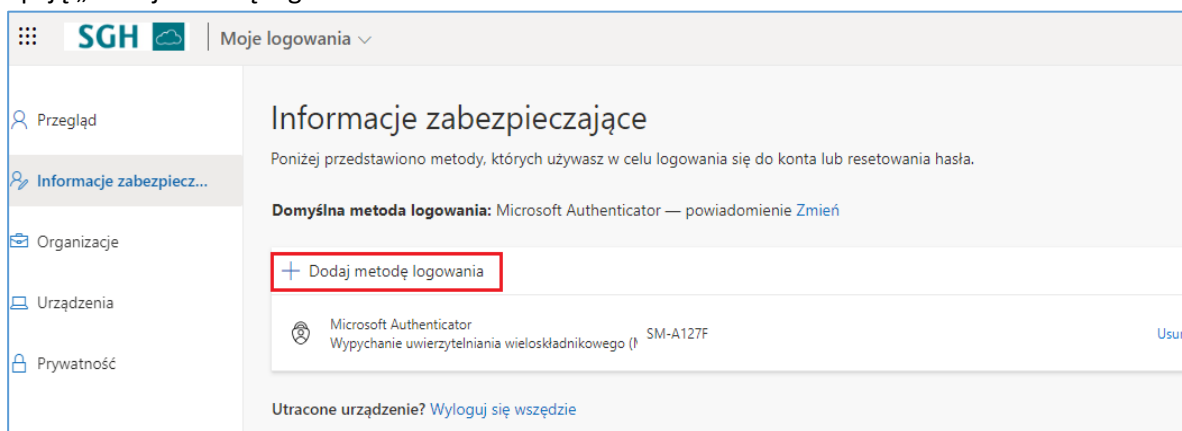 SGH
Moje logowania
Przegląd
Informacje zabezpiecz...
Organizacje
Urządzenia
Prywatność
Informacje zabezpieczające
Poniżej przedstawiono metody, których używasz w celu logowania się do konta lub resetowania hasła.
Domyślna metoda logowania: Microsoft Authenticator — powiadomienie Zmień
+ Dodaj metodę logowania
Microsoft Authenticator
Wypychanie uwierzytelniania wieloskładnikowego (
SM-A127F
Utracone urządzenie? Wyloguj się wszędzie